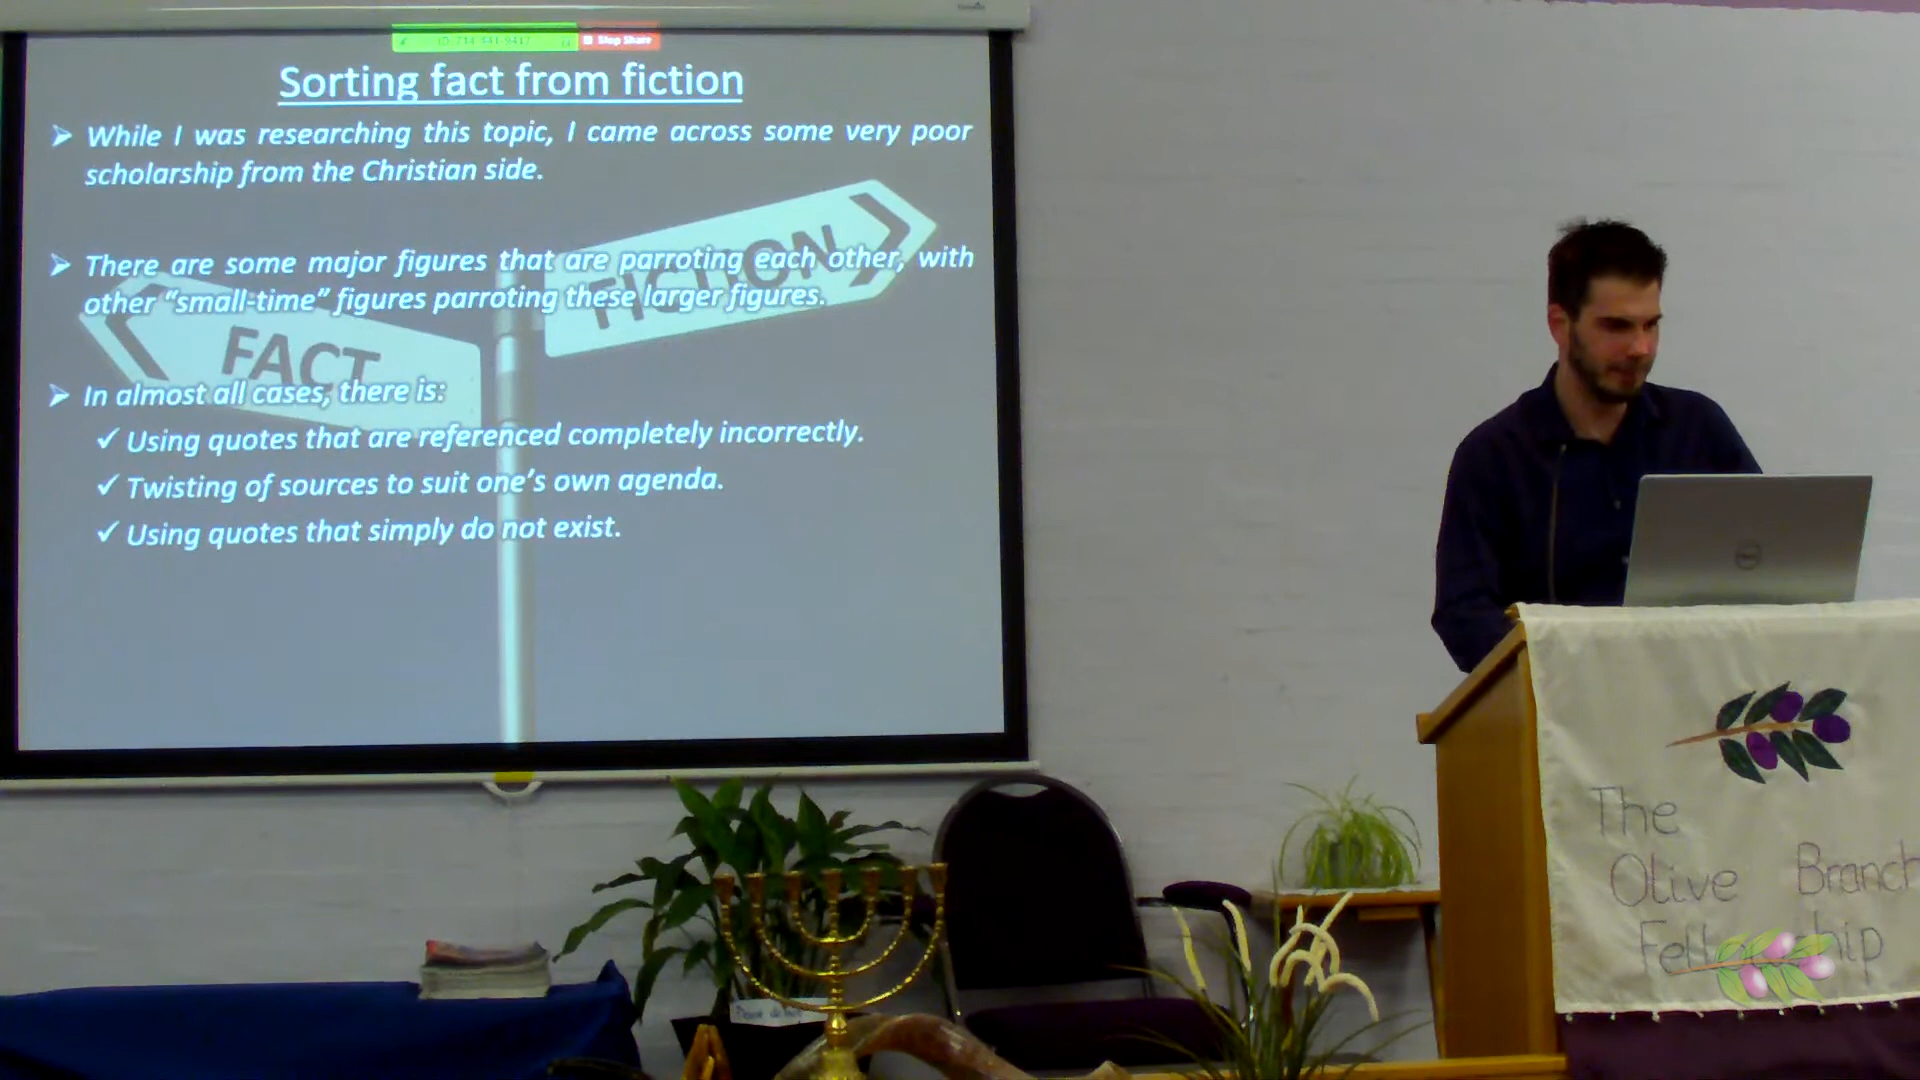 Stop Share
Sorting fact from fiction
➢ While I was researching this topic, I came across some very poor
scholarship from the Christian side.
➢ There are some major figures that are parroting each other, with
other “small-time” figures parroting these larger figures.
➢ In almost all cases, there is:
✓ Using quotes that are referenced completely incorrectly.
✓ Twisting of sources to suit one’s own agenda.
✓ Using quotes that simply do not exist.
FICTION
FACT
DELL
The
Olive Branch
Fellowship